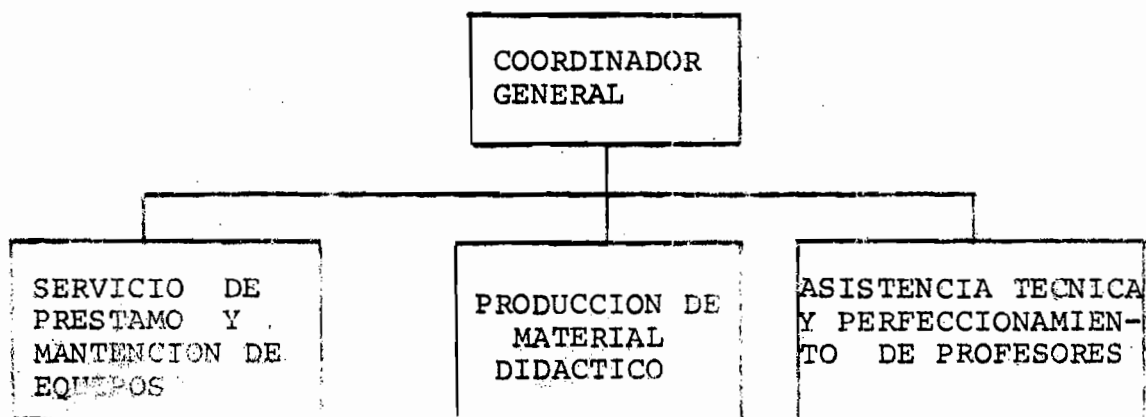 COORDINADOR
GENERAL
SERVICIO DE
PRESTAMO Y
MANTENCION DE
EQUIPOS
PRODUCCION DE
MATERIAL
DIDACTICO
ASISTENCIA TECNICA
Y PERFECCIONAMIEN-
TO DE PROFESORES